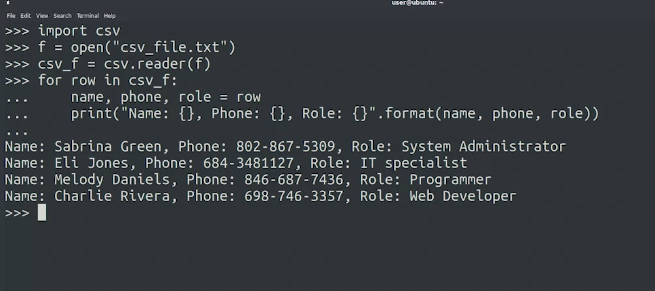 user@ubuntu: ~
File Edit View Search Terminal Help
>>> import csv
>>> f = open("csv_file.txt")
>>> csv_f = csv.reader(f)
>>> for row in csv_f:
...     name, phone, role = row
...     print("Name: {}, Phone: {}, Role: {}".format(name, phone, role))
...
Name: Sabrina Green, Phone: 802-867-5309, Role: System Administrator
Name: Eli Jones, Phone: 684-3481127, Role: IT specialist
Name: Melody Daniels, Phone: 846-687-7436, Role: Programmer
Name: Charlie Rivera, Phone: 698-746-3357, Role: Web Developer
>>>